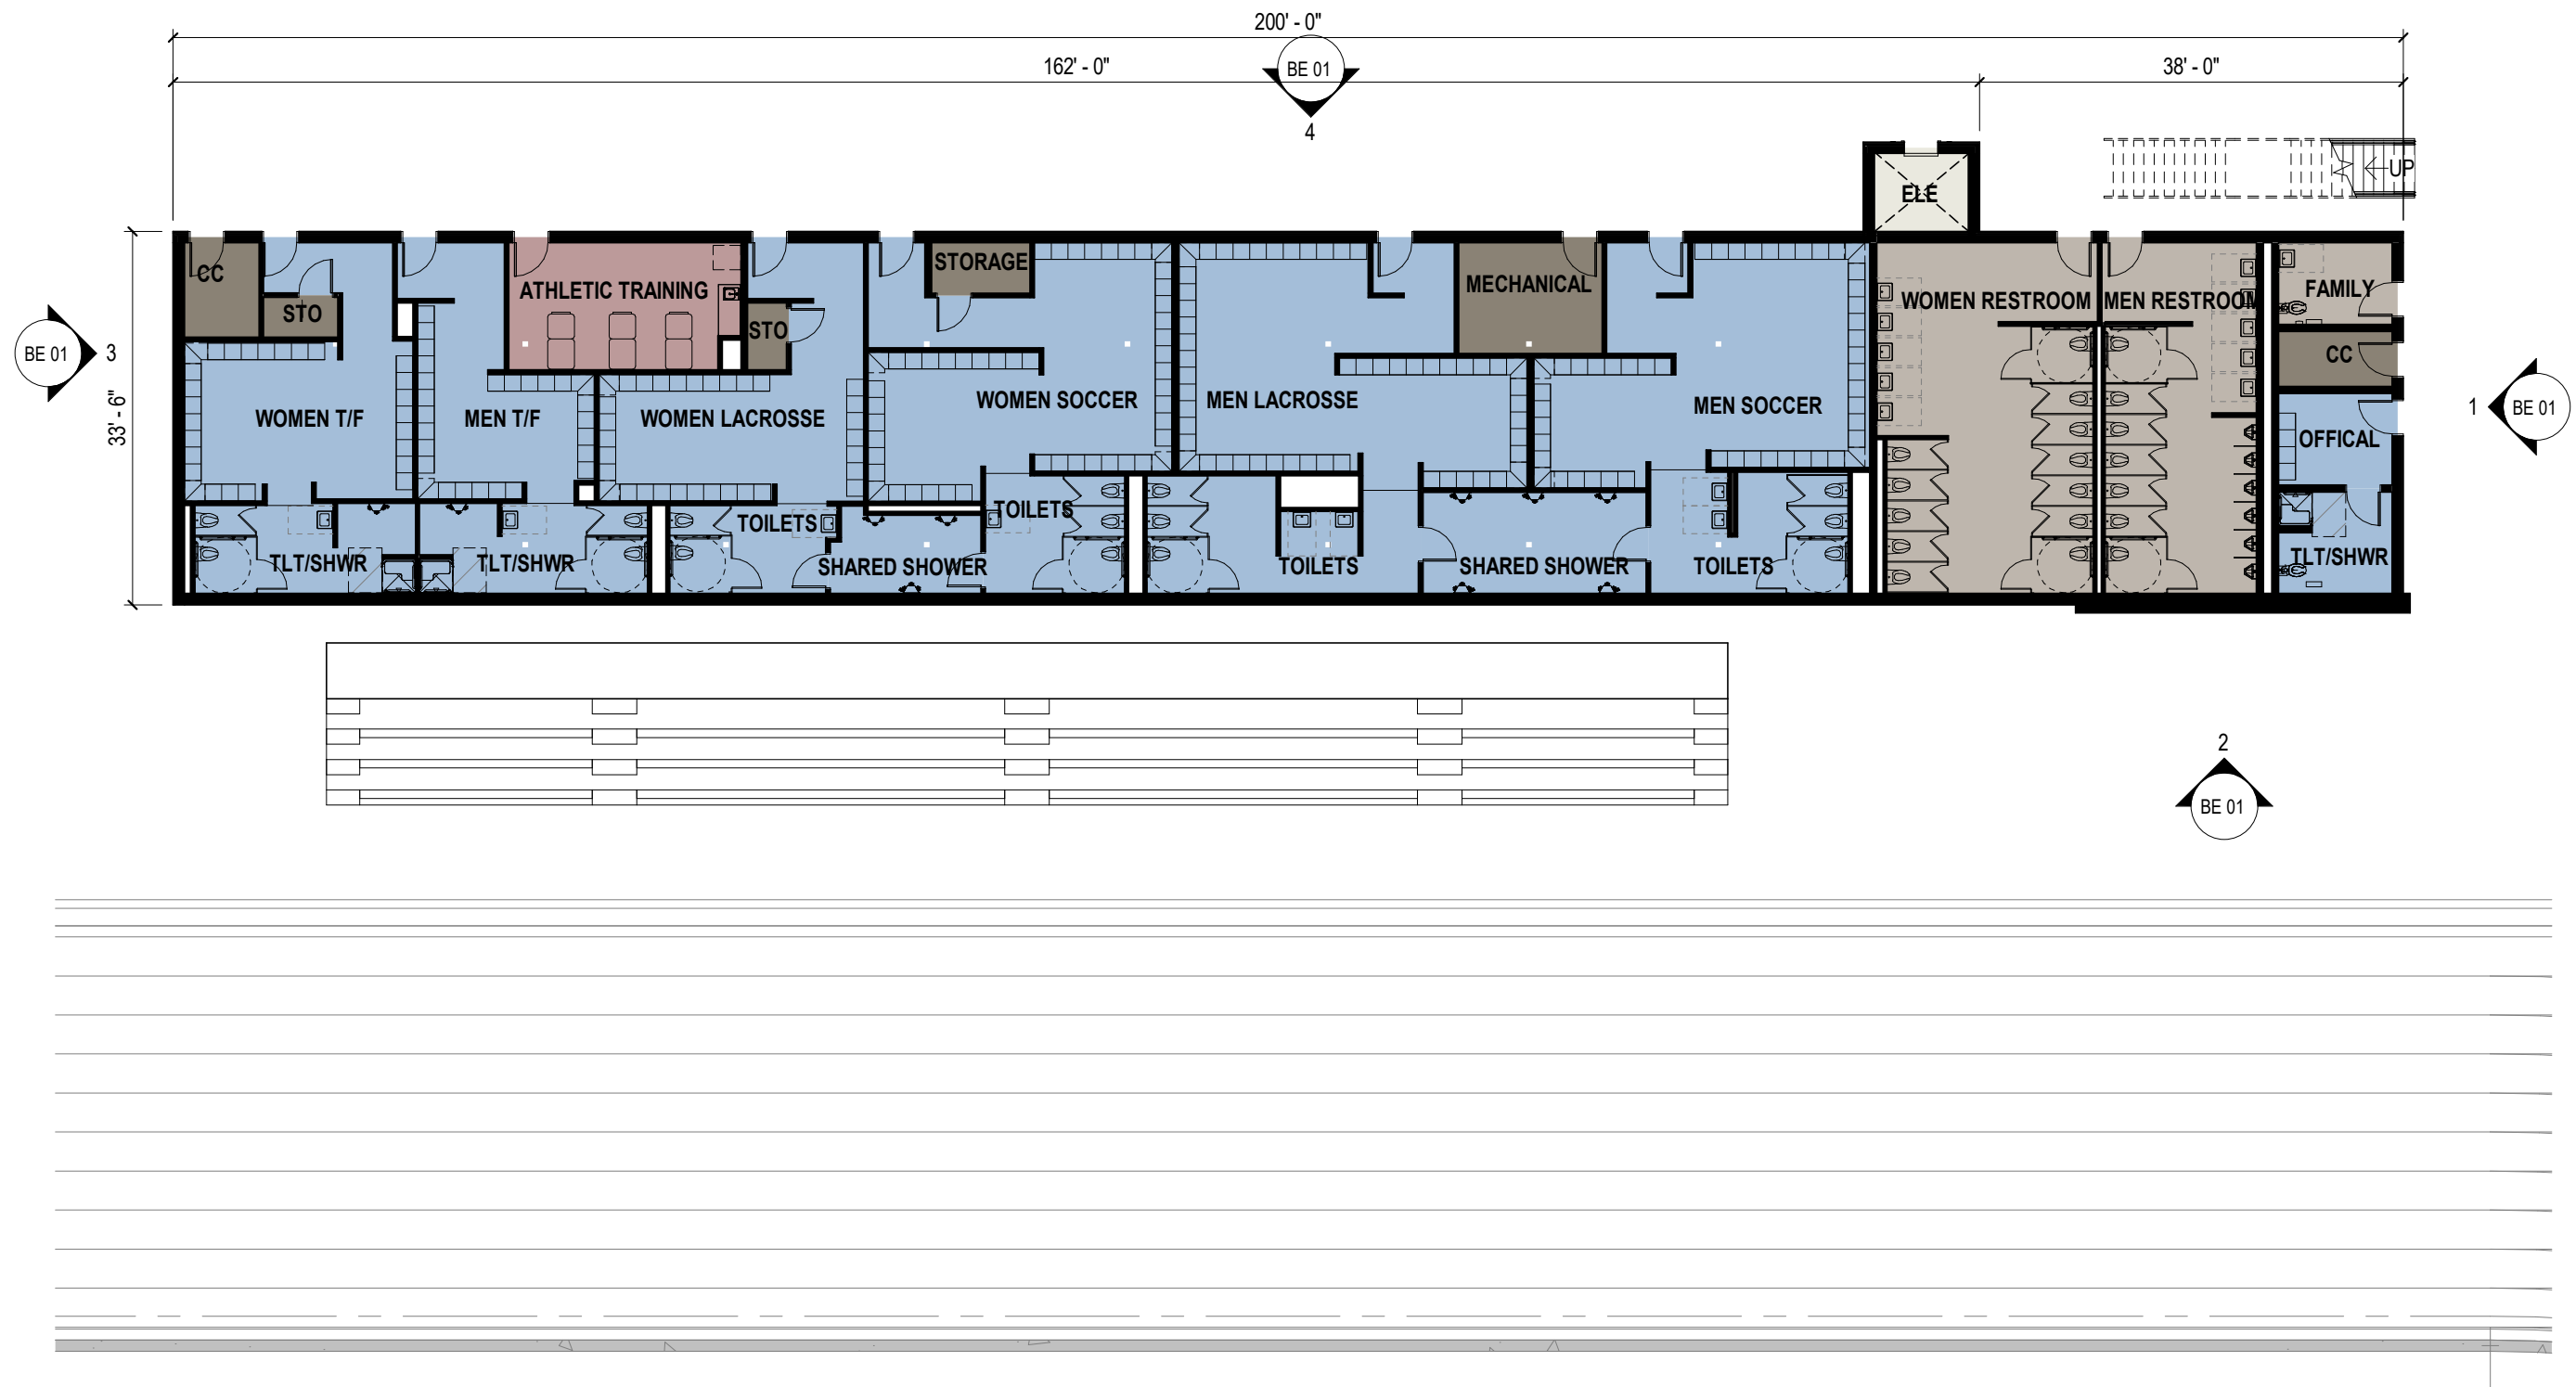 200' - 0"
162' - 0"
38' - 0"
BE 01
4
UP
ELE
CC
STO
ATHLETIC TRAINING
STO
STORAGE
MECHANICAL
WOMEN RESTROOM
MEN RESTROOM
FAMILY
CC
BE 01
3
33' - 6"
WOMEN T/F
MEN T/F
WOMEN LACROSSE
WOMEN SOCCER
MEN LACROSSE
MEN SOCCER
OFFICAL
1
BE 01
TLT/SHWR
TLT/SHWR
TOILETS
SHARED SHOWER
TOILETS
TOILETS
SHARED SHOWER
TOILETS
TLT/SHWR
2
BE 01